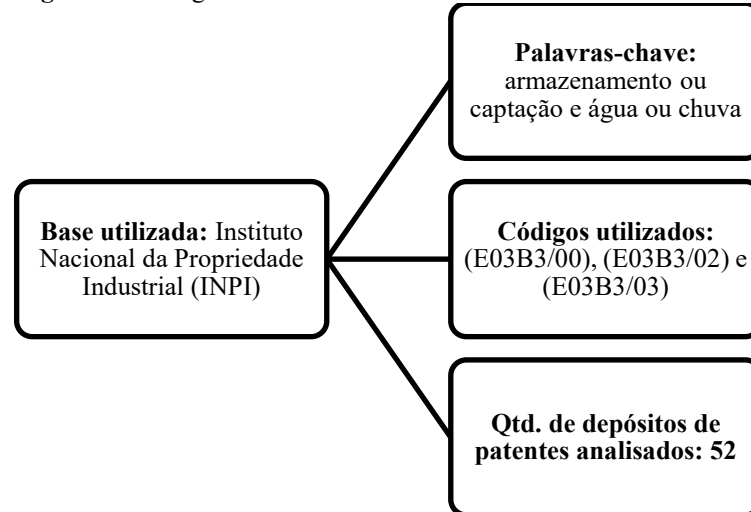 Palavras-chave:
armazenamento ou
captação e água ou chuva
Base utilizada: Instituto
Nacional da Propriedade
Industrial (INPI)
Códigos utilizados:
(E03B3/00), (E03B3/02) e
(E03B3/03)
Qtd. de depósitos de
patentes analisados: 52